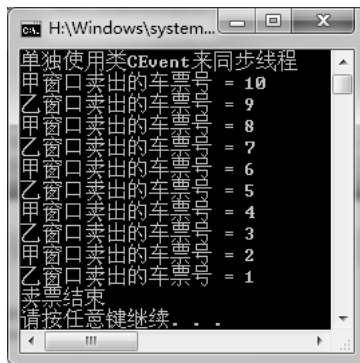 H:\Windows\system...
单独使用类CEvent来同步线程
甲窗口卖出的车票号 = 10
乙窗口卖出的车票号 = 9
甲窗口卖出的车票号 = 8
乙窗口卖出的车票号 = 7
甲窗口卖出的车票号 = 6
乙窗口卖出的车票号 = 5
甲窗口卖出的车票号 = 4
乙窗口卖出的车票号 = 3
甲窗口卖出的车票号 = 2
乙窗口卖出的车票号 = 1
卖票结束
请按任意键继续. . .